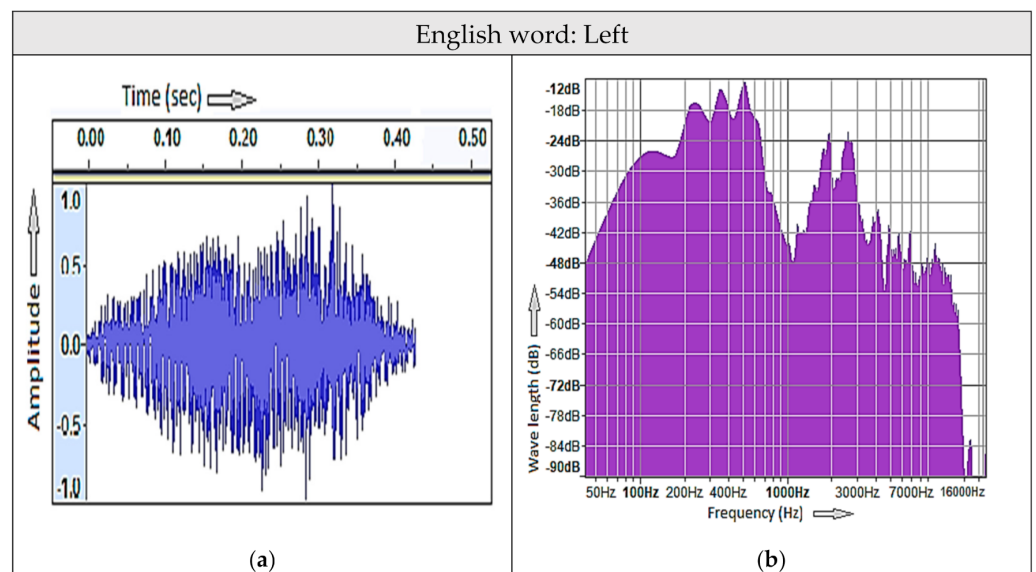 English word: Left
Time (sec)
0.00 0.10 0.20 0.30 0.40 0.50
Amplitude
1.0
0.5
0.0
-0.5
-1.0
(a)
Wave length (dB)
-12dB
-18dB
-24dB
-30dB
-36dB
-42dB
-48dB
-54dB
-60dB
-66dB
-72dB
-78dB
-84dB
-90dB
50Hz 100Hz 200Hz 400Hz 1000Hz 3000Hz 7000Hz 16000Hz
Frequency (Hz)
(b)